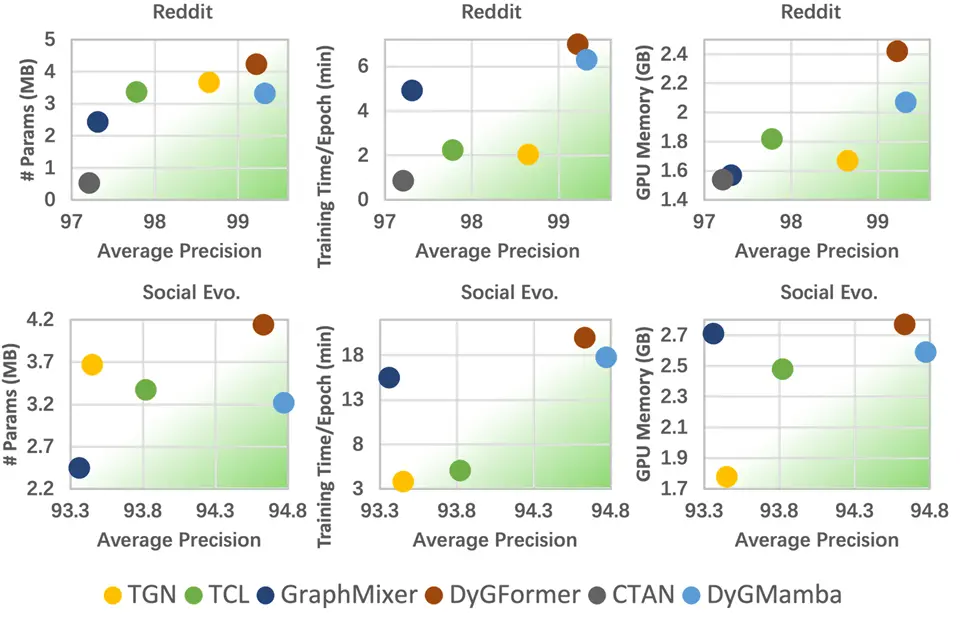 Reddit
# Params (MB)
5
4
3
2
1
0
97 98 99
Average Precision
Reddit
Training Time/Epoch (min)
6
4
2
0
97 98 99
Average Precision
Reddit
GPU Memory (GB)
2.4
2.2
2
1.8
1.6
1.4
97 98 99
Average Precision
Social Evo.
# Params (MB)
4.2
3.7
3.2
2.7
2.2
93.3 93.8 94.3 94.8
Average Precision
Social Evo.
Training Time/Epoch (min)
18
13
8
3
93.3 93.8 94.3 94.8
Average Precision
Social Evo.
GPU Memory (GB)
2.7
2.5
2.3
2.1
1.9
1.7
93.3 93.8 94.3 94.8
Average Precision
TGN TCL GraphMixer DyGFormer CTAN DyGMamba